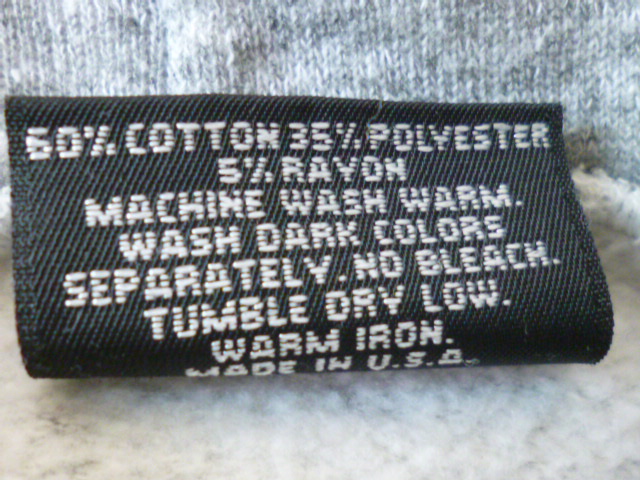 60% COTTON 35% POLYESTER
5% RAYON
MACHINE WASH WARM.
WASH DARK COLORS
SEPARATELY. NO BLEACH.
TUMBLE DRY LOW.
WARM IRON.
MADE IN U.S.A.